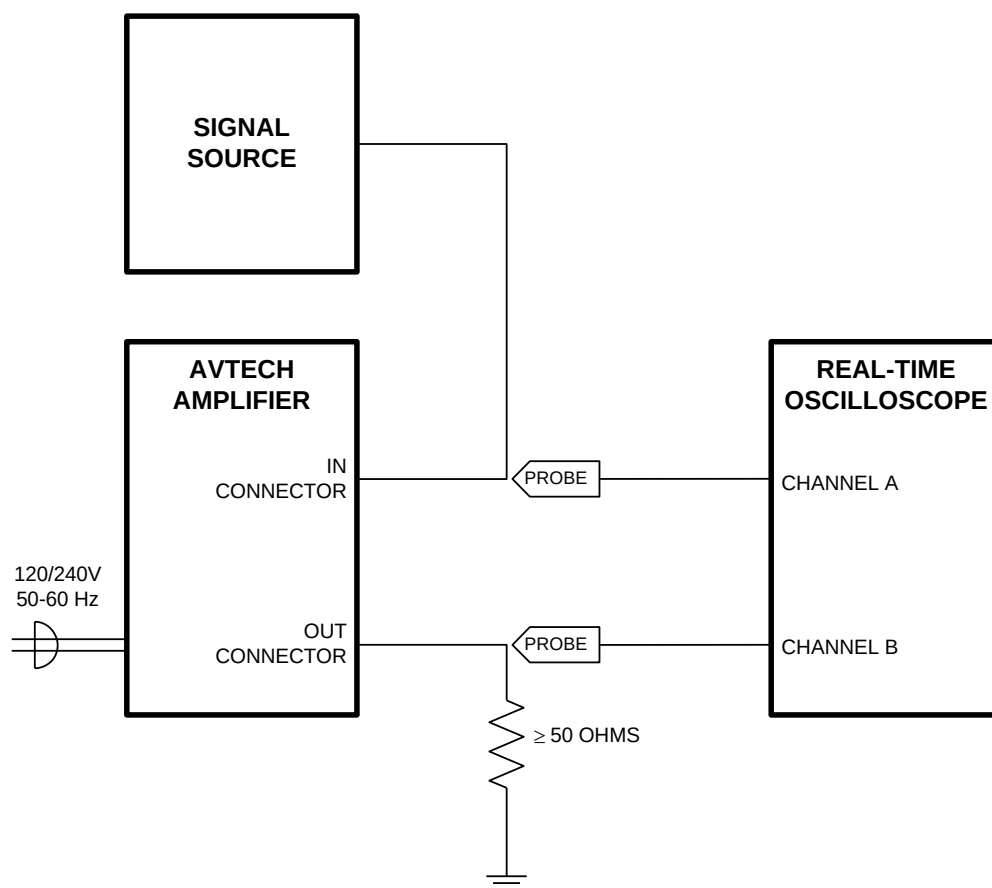 SIGNAL
SOURCE
AVTECH
AMPLIFIER
REAL-TIME
OSCILLOSCOPE
IN
CONNECTOR
PROBE
CHANNEL A
120/240V
50-60 Hz
OUT
CONNECTOR
PROBE
CHANNEL B
≥ 50 OHMS